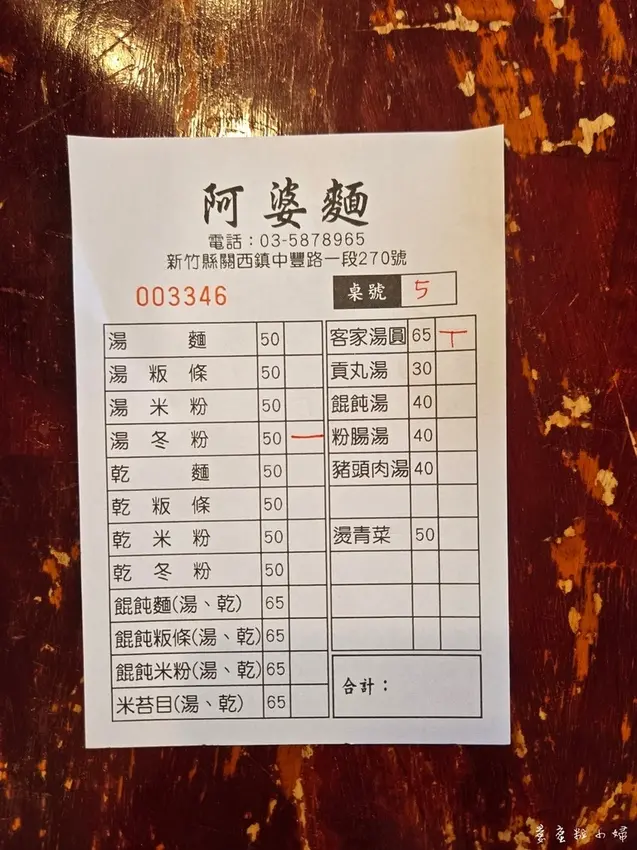 阿婆麵
電話：03-5878965
新竹縣關西鎮中豐路一段270號
003346
桌號 5
湯麵 50
湯粄條 50
湯米粉 50
湯冬粉 50 一
乾麵 50
乾粄條 50
乾米粉 50
乾冬粉 50
餛飩麵(湯、乾) 65
餛飩粄條(湯、乾) 65
餛飩米粉(湯、乾) 65
米苔目(湯、乾) 65
客家湯圓 65 丅
貢丸湯 30
餛飩湯 40
粉腸湯 40
豬頭肉湯 40
燙青菜 50
合計：